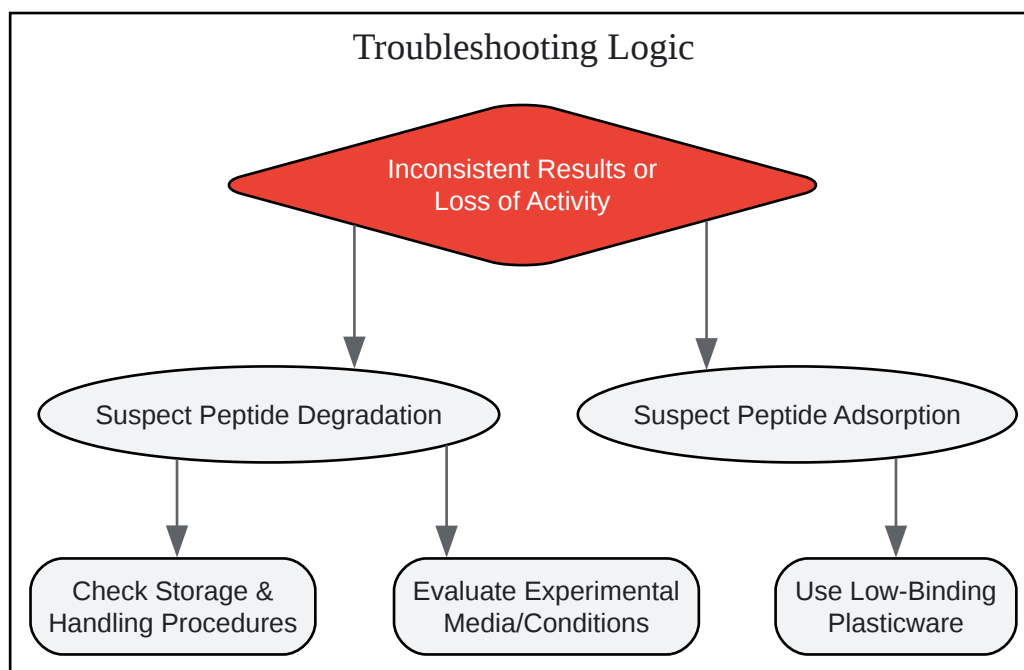 Troubleshooting Logic
Inconsistent Results or
Loss of Activity
Suspect Peptide Degradation
Suspect Peptide Adsorption
Check Storage &
Handling Procedures
Evaluate Experimental
Media/Conditions
Use Low-Binding
Plasticware